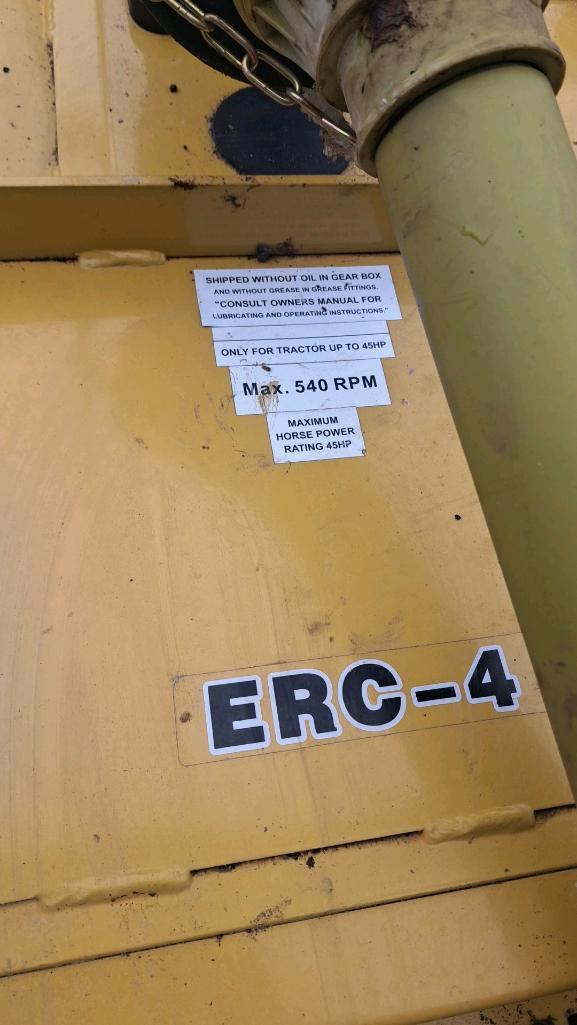 SHIPPED WITHOUT OIL IN GEAR BOX
AND WITHOUT GREASE IN GREASE FITTINGS.
"CONSULT OWNERS MANUAL FOR
LUBRICATING AND OPERATING INSTRUCTIONS."
ONLY FOR TRACTOR UP TO 45HP
Max. 540 RPM
MAXIMUM
HORSE POWER
RATING 45HP
ERC-4